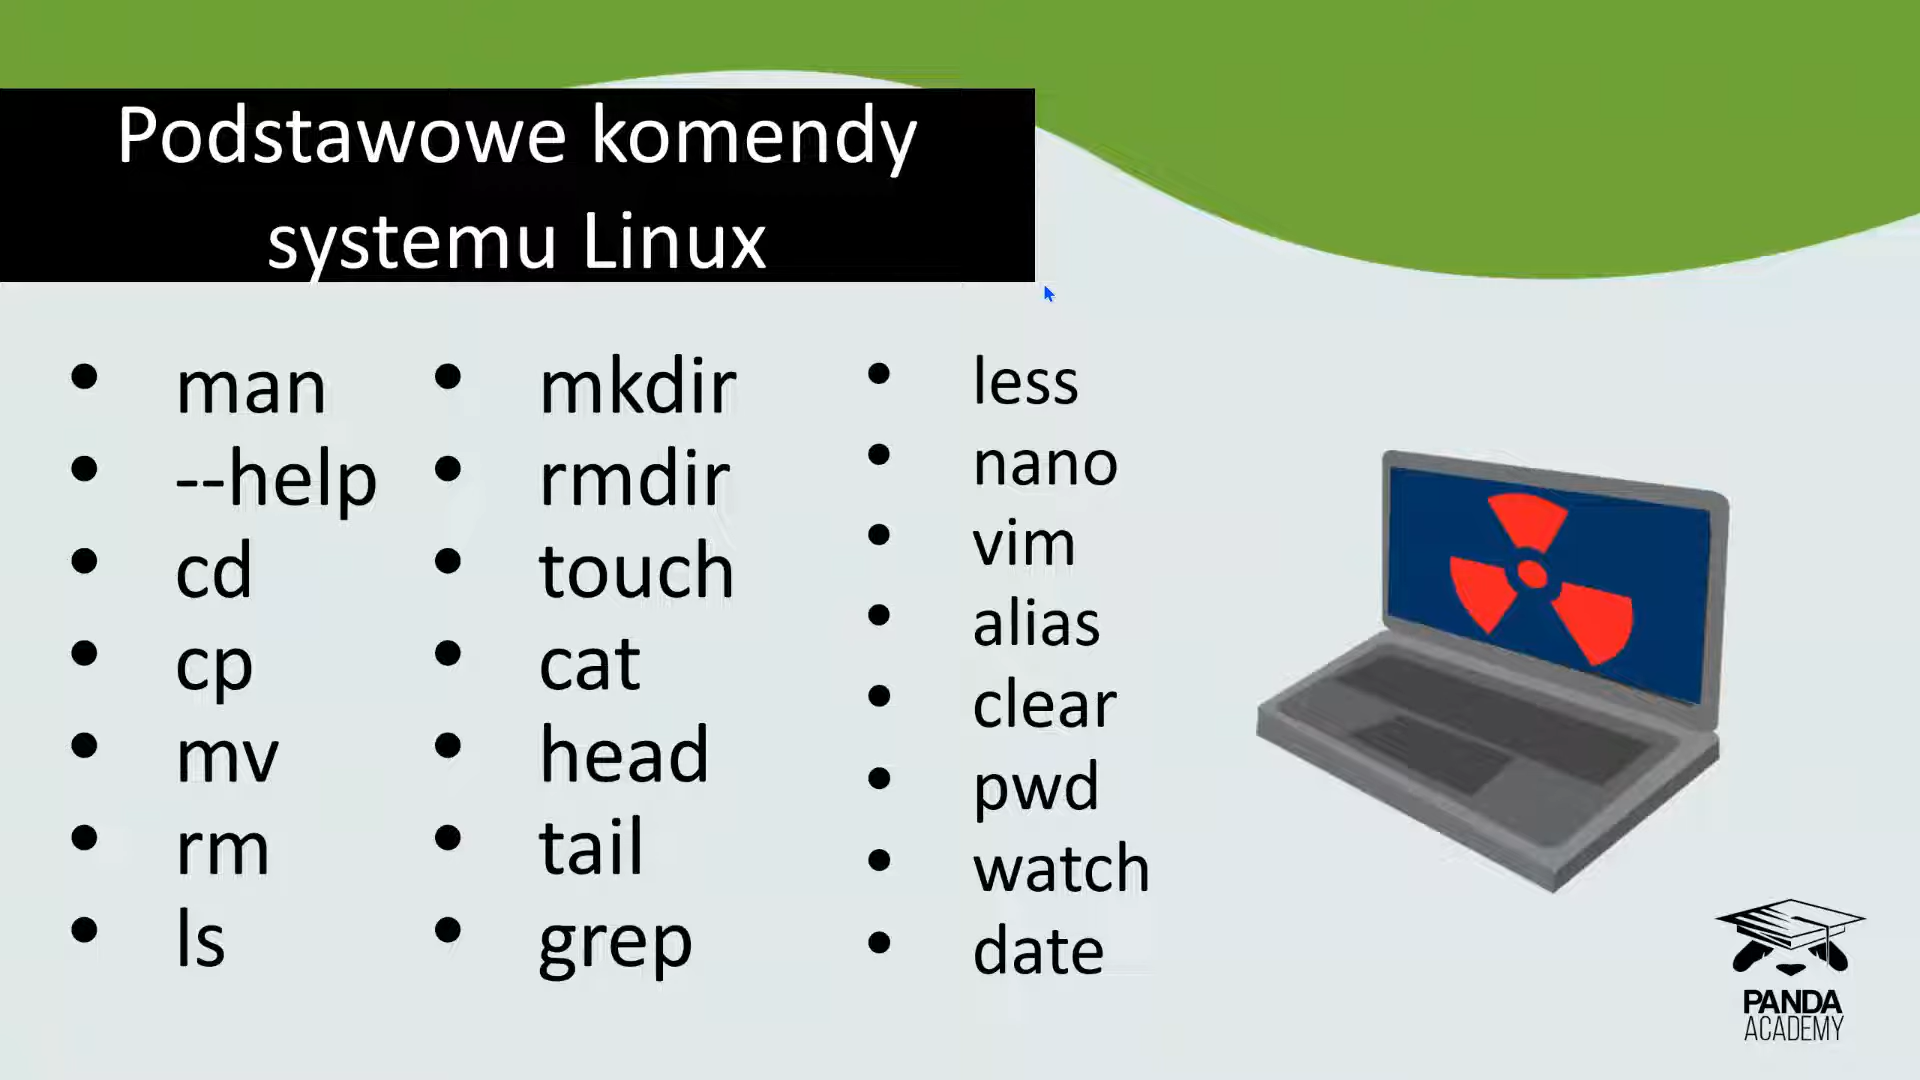 Podstawowe komendy
systemu Linux
• man
• --help
• cd
• cp
• mv
• rm
• ls
• mkdir
• rmdir
• touch
• cat
• head
• tail
• grep
• less
• nano
• vim
• alias
• clear
• pwd
• watch
• date
PANDA
ACADEMY